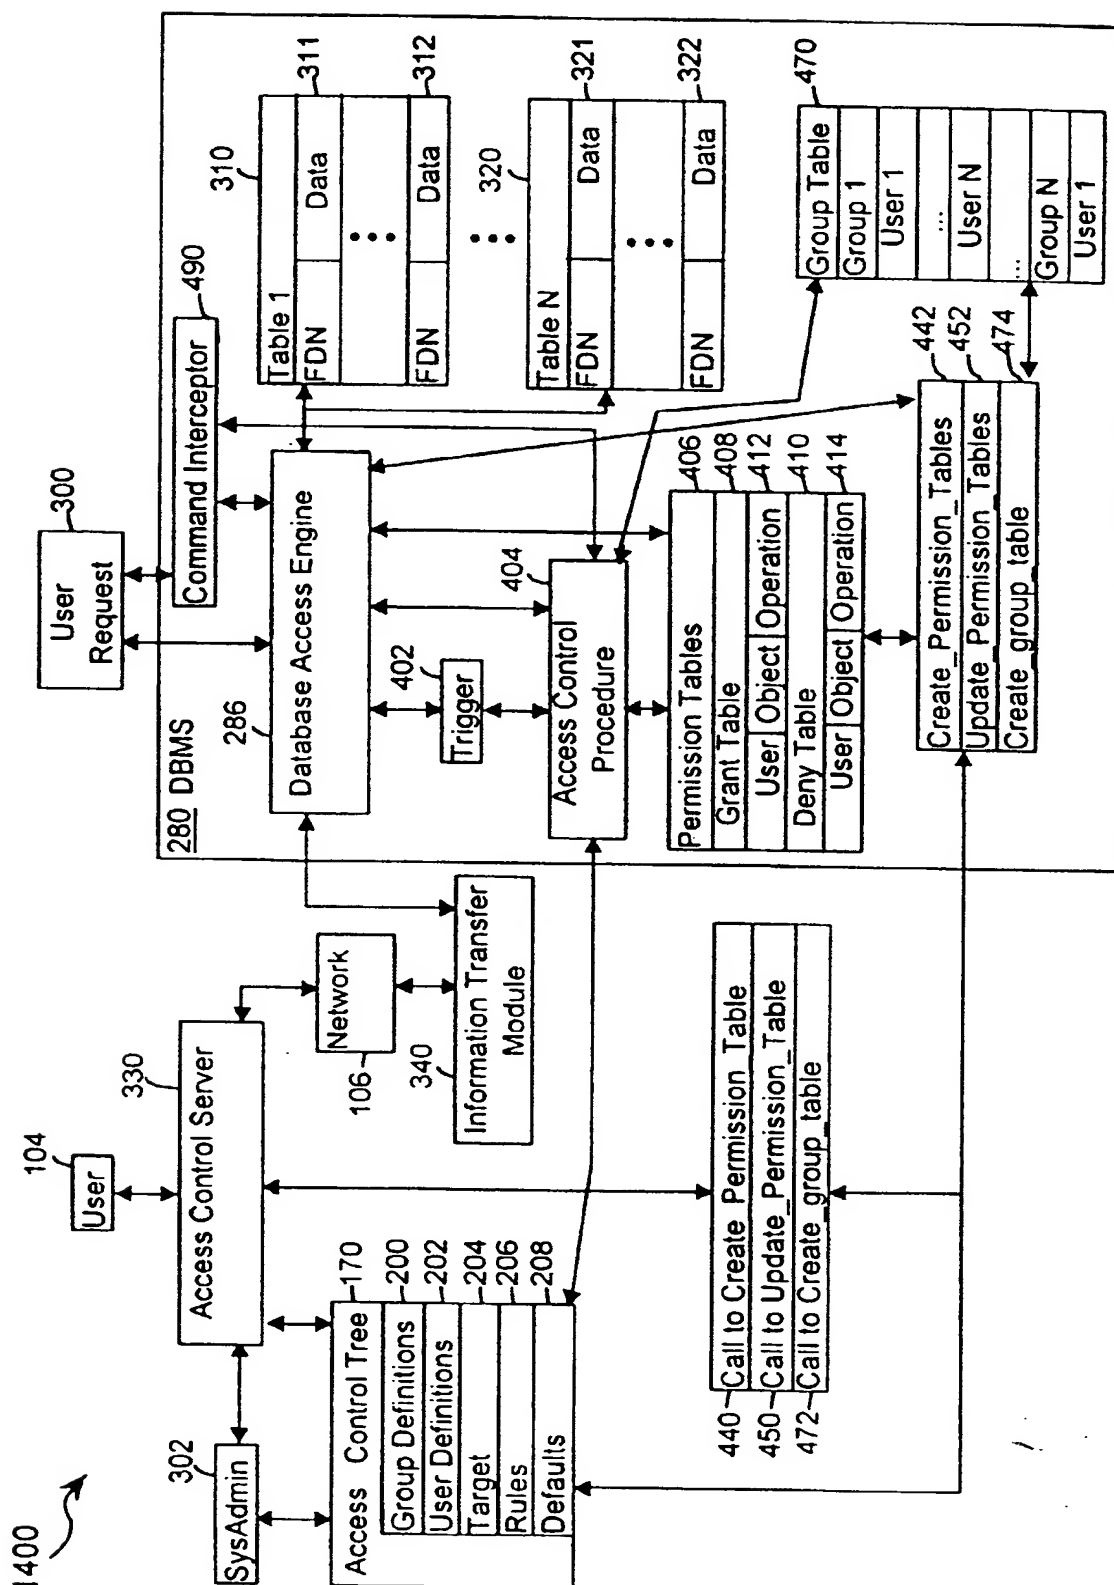 1400
SysAdmin
302
User
104
Access Control Server
330
Access Control Tree
170
Group Definitions
200
User Definitions
202
Target
204
Rules
206
Defaults
208
Network
106
Information Transfer
Module
340
440
Call to Create_Permission_Table
450
Call to Update_Permission_Table
472
Call to Create_group_table
User
Request
300
280 DBMS
Command Interceptor
490
Database Access Engine
286
Trigger
402
Access Control
Procedure
404
Permission Tables
406
Grant Table
408
User Object Operation
412
Deny Table
410
User Object Operation
414
Create_Permission_Tables
442
Update_Permission_Tables
452
Create_group_table
474
310
Table 1
FDN Data
311
FDN Data
312
320
Table N
FDN Data
321
FDN Data
322
Group Table
470
Group 1
User 1
...
User N
...
Group N
User 1